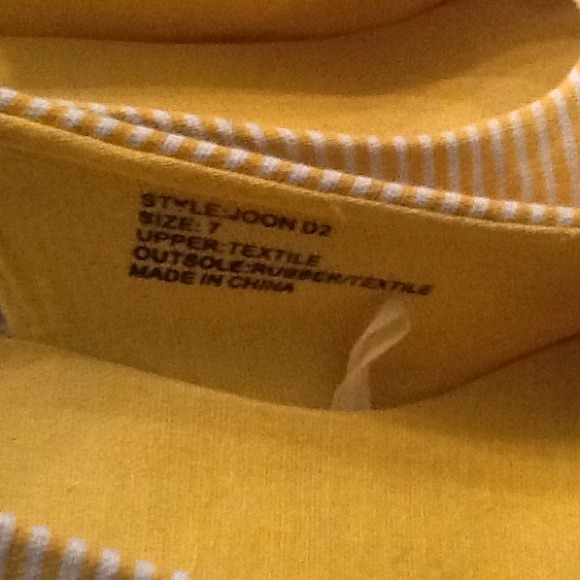 STYLE:JOON D2
SIZE: 7
UPPER:TEXTILE
OUTSOLE:RUBBER/TEXTILE
MADE IN CHINA